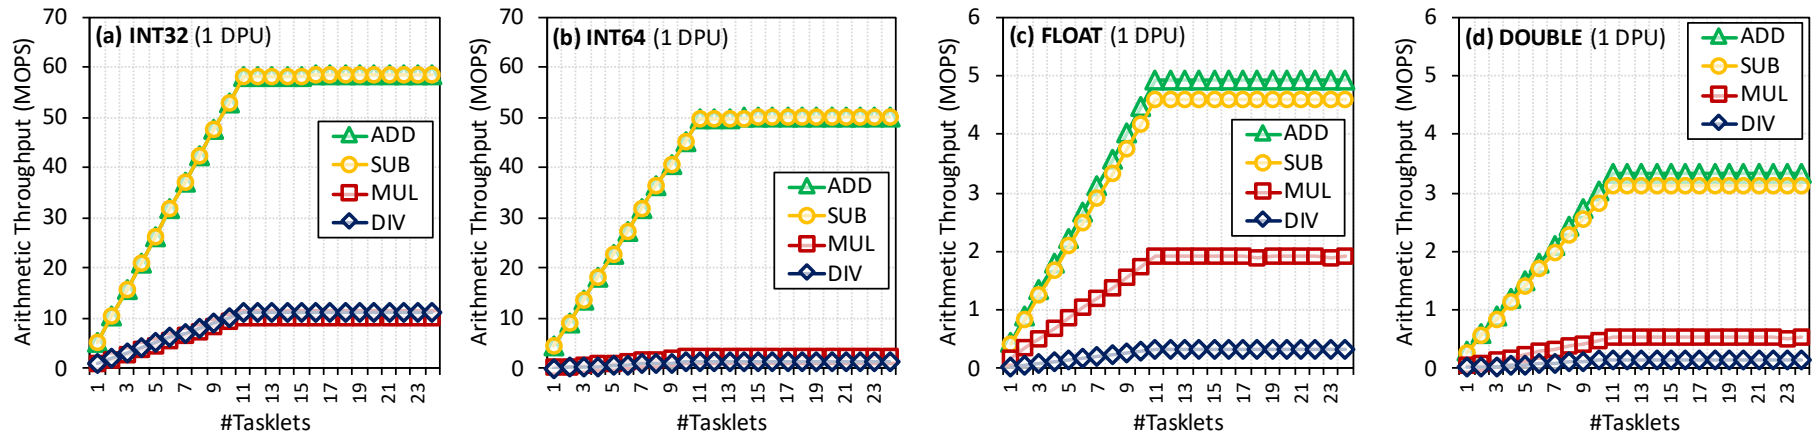 Arithmetic Throughput (MOPS)
70
60
50
40
30
20
10
0
(a) INT32 (1 DPU)
ADD
SUB
MUL
DIV
1 3 5 7 9 11 13 15 17 19 21 23
#Tasklets
Arithmetic Throughput (MOPS)
70
60
50
40
30
20
10
0
(b) INT64 (1 DPU)
ADD
SUB
MUL
DIV
1 3 5 7 9 11 13 15 17 19 21 23
#Tasklets
Arithmetic Throughput (MOPS)
6
5
4
3
2
1
0
(c) FLOAT (1 DPU)
ADD
SUB
MUL
DIV
1 3 5 7 9 11 13 15 17 19 21 23
#Tasklets
Arithmetic Throughput (MOPS)
6
5
4
3
2
1
0
(d) DOUBLE (1 DPU)
ADD
SUB
MUL
DIV
1 3 5 7 9 11 13 15 17 19 21 23
#Tasklets